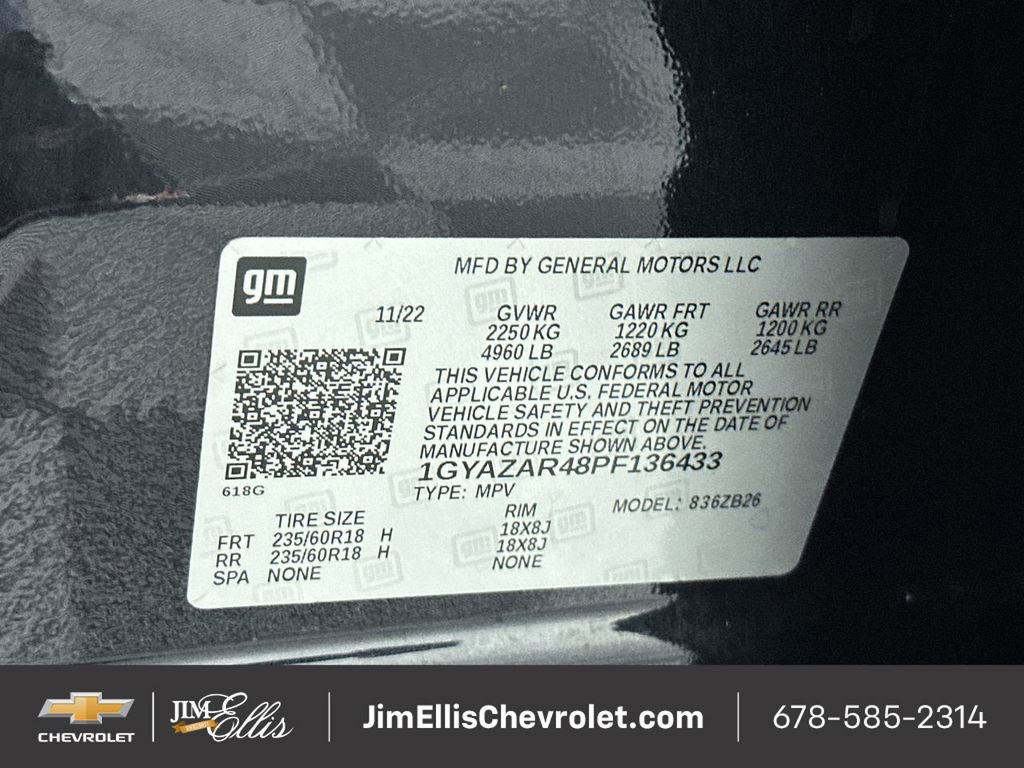 gm
MFD BY GENERAL MOTORS LLC
11/22 GVWR GAWR FRT GAWR RR
2250 KG 1220 KG 1200 KG
4960 LB 2689 LB 2645 LB
THIS VEHICLE CONFORMS TO ALL
APPLICABLE U.S. FEDERAL MOTOR
VEHICLE SAFETY AND THEFT PREVENTION
STANDARDS IN EFFECT ON THE DATE OF
MANUFACTURE SHOWN ABOVE.
1GYAZAR48PF136433
618G
TYPE: MPV MODEL: 836ZB26
TIRE SIZE RIM
FRT 235/60R18 H 18X8J
RR 235/60R18 H 18X8J
SPA NONE NONE
CHEVROLET JIM Ellis JimEllisChevrolet.com 678-585-2314